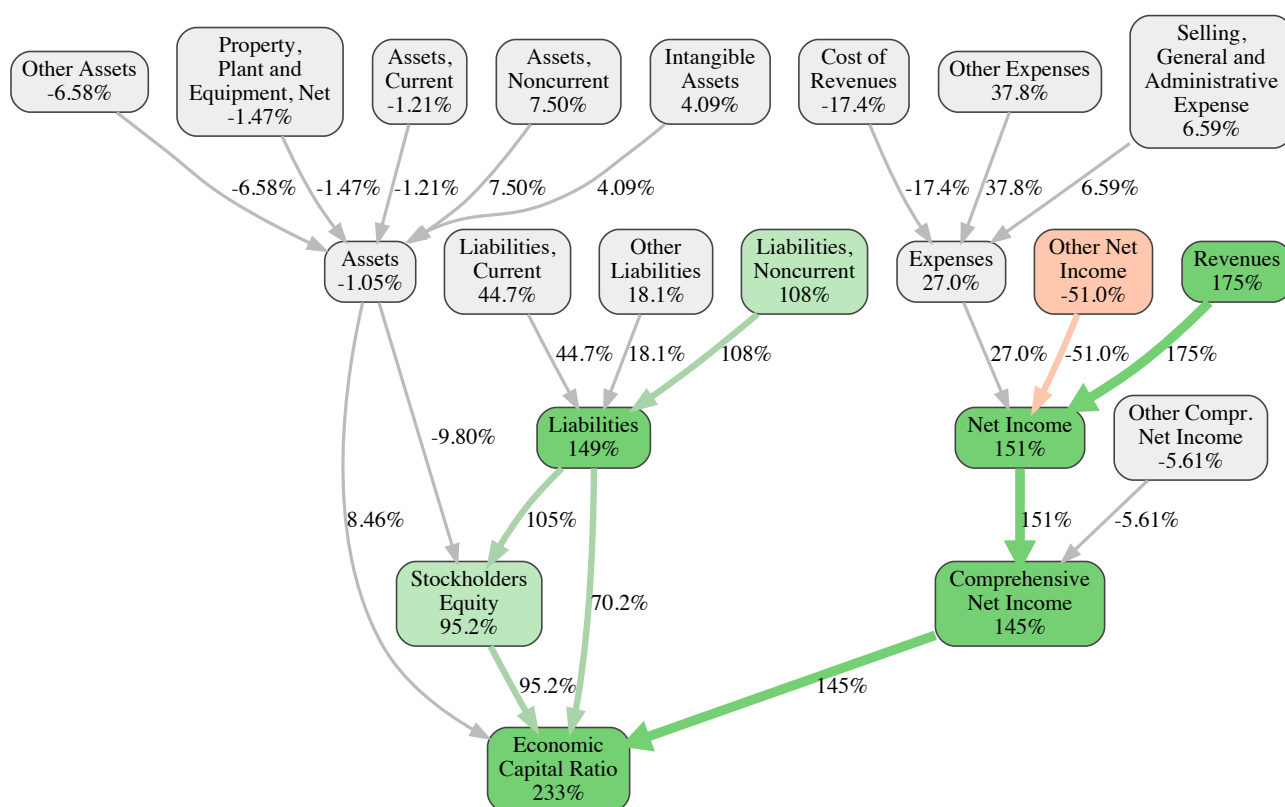 Other Assets
-6.58%
Property,
Plant and
Equipment, Net
-1.47%
Assets,
Current
-1.21%
Assets,
Noncurrent
7.50%
Intangible
Assets
4.09%
Cost of
Revenues
-17.4%
Other Expenses
37.8%
Selling,
General and
Administrative
Expense
6.59%
-6.58%
-1.47%
-1.21%
7.50%
4.09%
-17.4%
37.8%
6.59%
Assets
-1.05%
Liabilities,
Current
44.7%
Other
Liabilities
18.1%
Liabilities,
Noncurrent
108%
Expenses
27.0%
Other Net
Income
-51.0%
Revenues
175%
44.7%
18.1%
108%
27.0%
-51.0%
175%
Liabilities
149%
Net Income
151%
Other Compr.
Net Income
-5.61%
-9.80%
8.46%
105%
151%
-5.61%
Stockholders
Equity
95.2%
70.2%
Comprehensive
Net Income
145%
95.2%
145%
Economic
Capital Ratio
233%